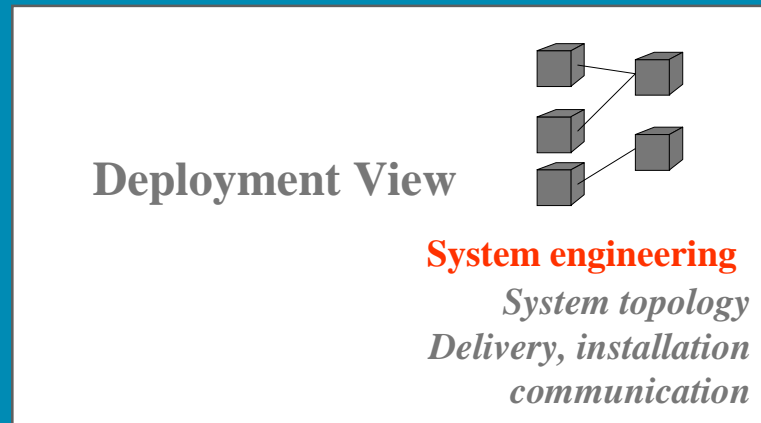 Deployment View
System engineering
System topology
Delivery, installation
communication